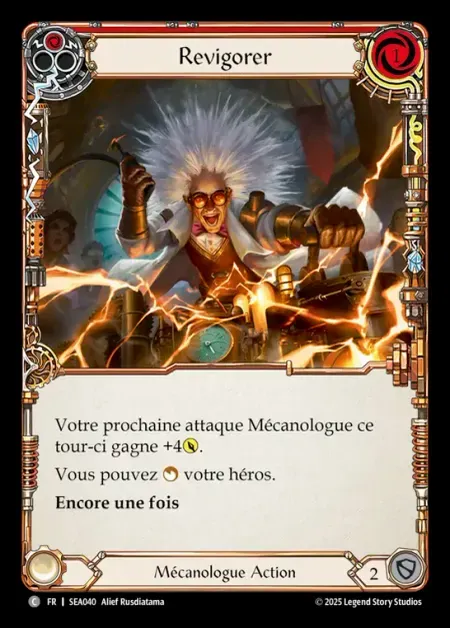 Revigorer
1
Votre prochaine attaque Mécanologue ce
tour-ci gagne +4.
Vous pouvez votre héros.
Encore une fois
Mécanologue Action
2
C FR | SEA040 Alief Rusdiatama
© 2025 Legend Story Studios